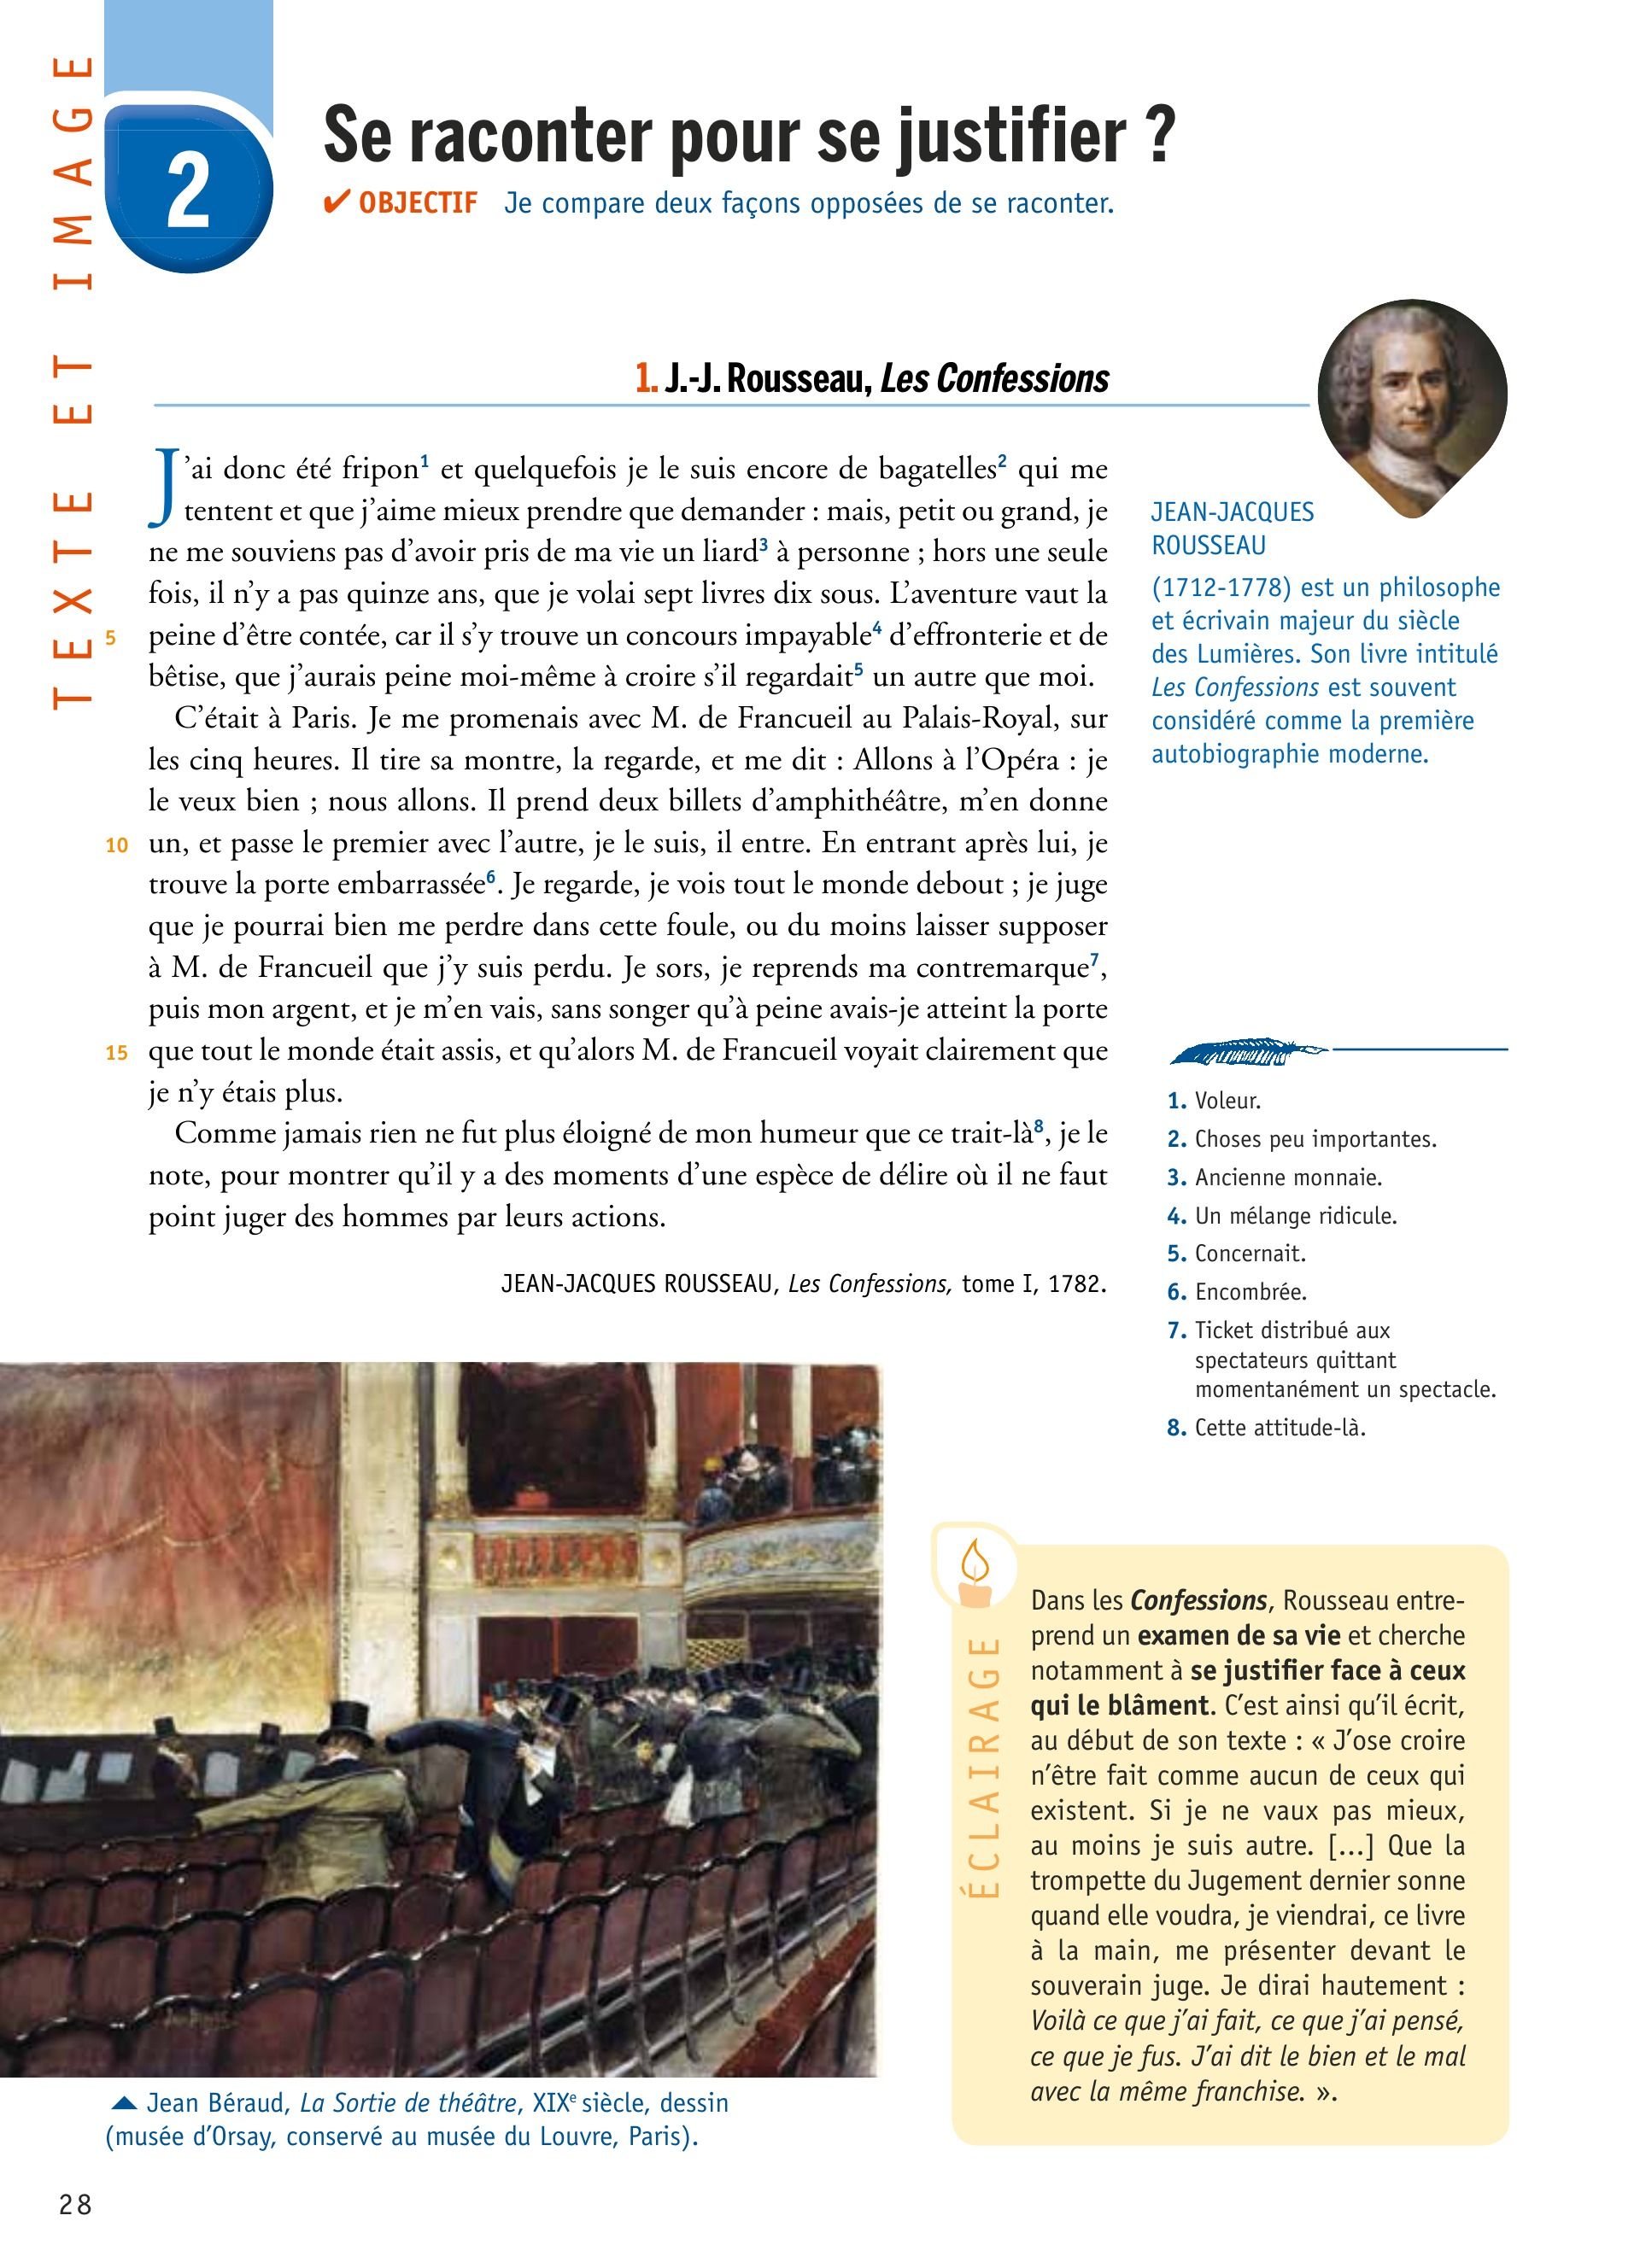 TEXTE ET IMAGE
2
Se raconter pour se justifier ?
✔ OBJECTIF Je compare deux façons opposées de se raconter.
1. J.-J. Rousseau, Les Confessions
J'ai donc été fripon1 et quelquefois je le suis encore de bagatelles2 qui me
tentent et que j'aime mieux prendre que demander : mais, petit ou grand, je
ne me souviens pas d'avoir pris de ma vie un liard3 à personne ; hors une seule
fois, il n'y a pas quinze ans, que je volai sept livres dix sous. L'aventure vaut la
5 peine d'être contée, car il s'y trouve un concours impayable4 d'effronterie et de
bêtise, que j'aurais peine moi-même à croire s'il regardait5 un autre que moi.
C'était à Paris. Je me promenais avec M. de Francueil au Palais-Royal, sur
les cinq heures. Il tire sa montre, la regarde, et me dit : Allons à l'Opéra : je
le veux bien ; nous allons. Il prend deux billets d'amphithéâtre, m'en donne
10 un, et passe le premier avec l'autre, je le suis, il entre. En entrant après lui, je
trouve la porte embarrassée6. Je regarde, je vois tout le monde debout ; je juge
que je pourrai bien me perdre dans cette foule, ou du moins laisser supposer
à M. de Francueil que j'y suis perdu. Je sors, je reprends ma contremarque7,
puis mon argent, et je m'en vais, sans songer qu'à peine avais-je atteint la porte
15 que tout le monde était assis, et qu'alors M. de Francueil voyait clairement que
je n'y étais plus.
Comme jamais rien ne fut plus éloigné de mon humeur que ce trait-là8, je le
note, pour montrer qu'il y a des moments d'une espèce de délire où il ne faut
point juger des hommes par leurs actions.
JEAN-JACQUES ROUSSEAU, Les Confessions, tome I, 1782.
JEAN-JACQUES
ROUSSEAU
(1712-1778) est un philosophe
et écrivain majeur du siècle
des Lumières. Son livre intitulé
Les Confessions est souvent
considéré comme la première
autobiographie moderne.
1. Voleur.
2. Choses peu importantes.
3. Ancienne monnaie.
4. Un mélange ridicule.
5. Concernait.
6. Encombrée.
7. Ticket distribué aux
spectateurs quittant
momentanément un spectacle.
8. Cette attitude-là.
ÉCLAIRAGE
Dans les Confessions, Rousseau entre-
prend un examen de sa vie et cherche
notamment à se justifier face à ceux
qui le blâment. C'est ainsi qu'il écrit,
au début de son texte : « J'ose croire
n'être fait comme aucun de ceux qui
existent. Si je ne vaux pas mieux,
au moins je suis autre. [...] Que la
trompette du Jugement dernier sonne
quand elle voudra, je viendrai, ce livre
à la main, me présenter devant le
souverain juge. Je dirai hautement :
Voilà ce que j'ai fait, ce que j'ai pensé,
ce que je fus. J'ai dit le bien et le mal
avec la même franchise. ».
Jean Béraud, La Sortie de théâtre, XIXe siècle, dessin
(musée d'Orsay, conservé au musée du Louvre, Paris).
28